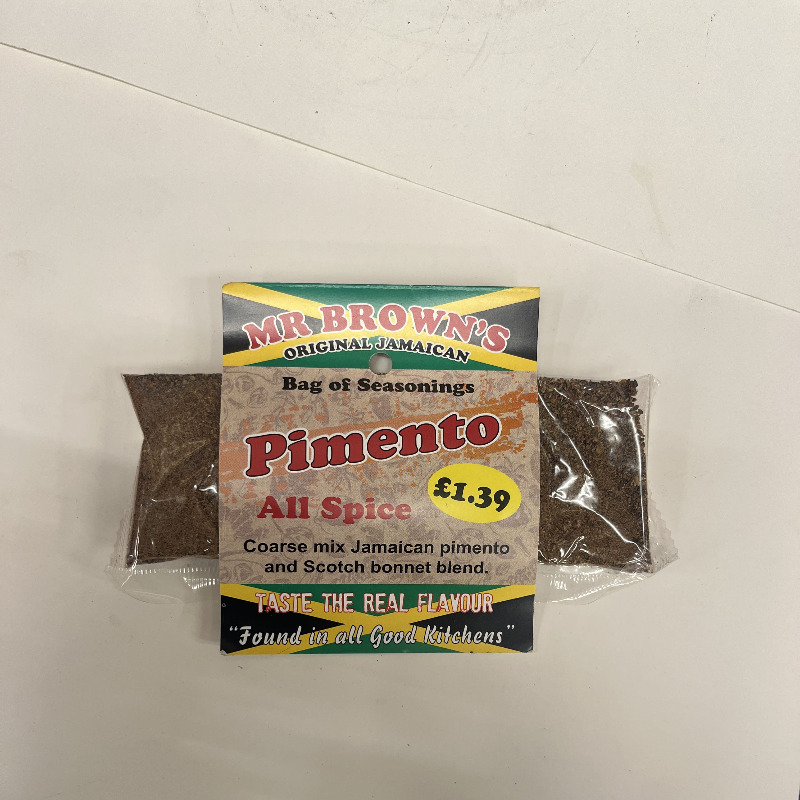 MR BROWN'S
ORIGINAL JAMAICAN
Bag of Seasonings
Pimento
All Spice
£1.39
Coarse mix Jamaican pimento
and Scotch bonnet blend.
TASTE THE REAL FLAVOUR
"Found in all Good Kitchens"